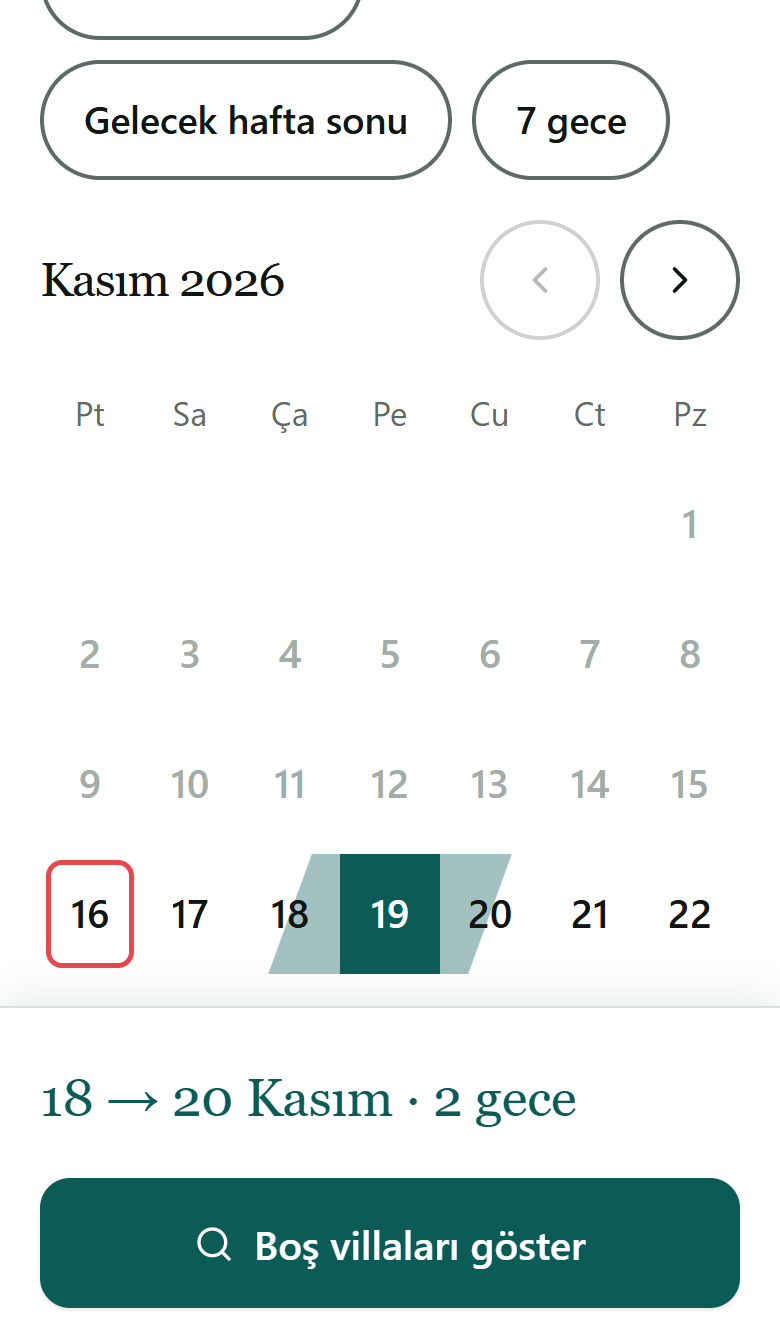 Gelecek hafta sonu 7 gece
Kasım 2026
Pt Sa Ça Pe Cu Ct Pz
1
2 3 4 5 6 7 8
9 10 11 12 13 14 15
16 17 18 19 20 21 22
18 → 20 Kasım · 2 gece
Boş villaları göster